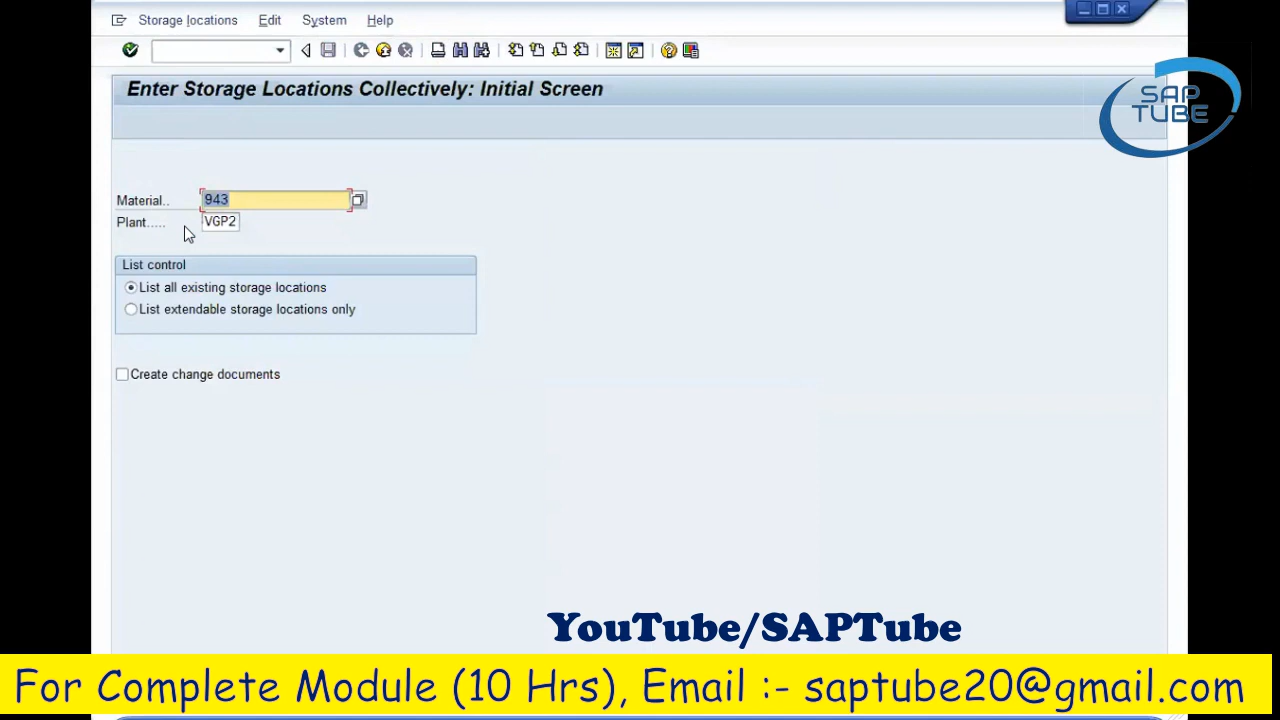 Storage locations Edit System Help
Enter Storage Locations Collectively: Initial Screen
SAP
TUBE
Material.. 943
Plant..... VGP2
List control
List all existing storage locations
List extendable storage locations only
Create change documents
YouTube/SAPTube
For Complete Module (10 Hrs), Email :- saptube20@gmail.com